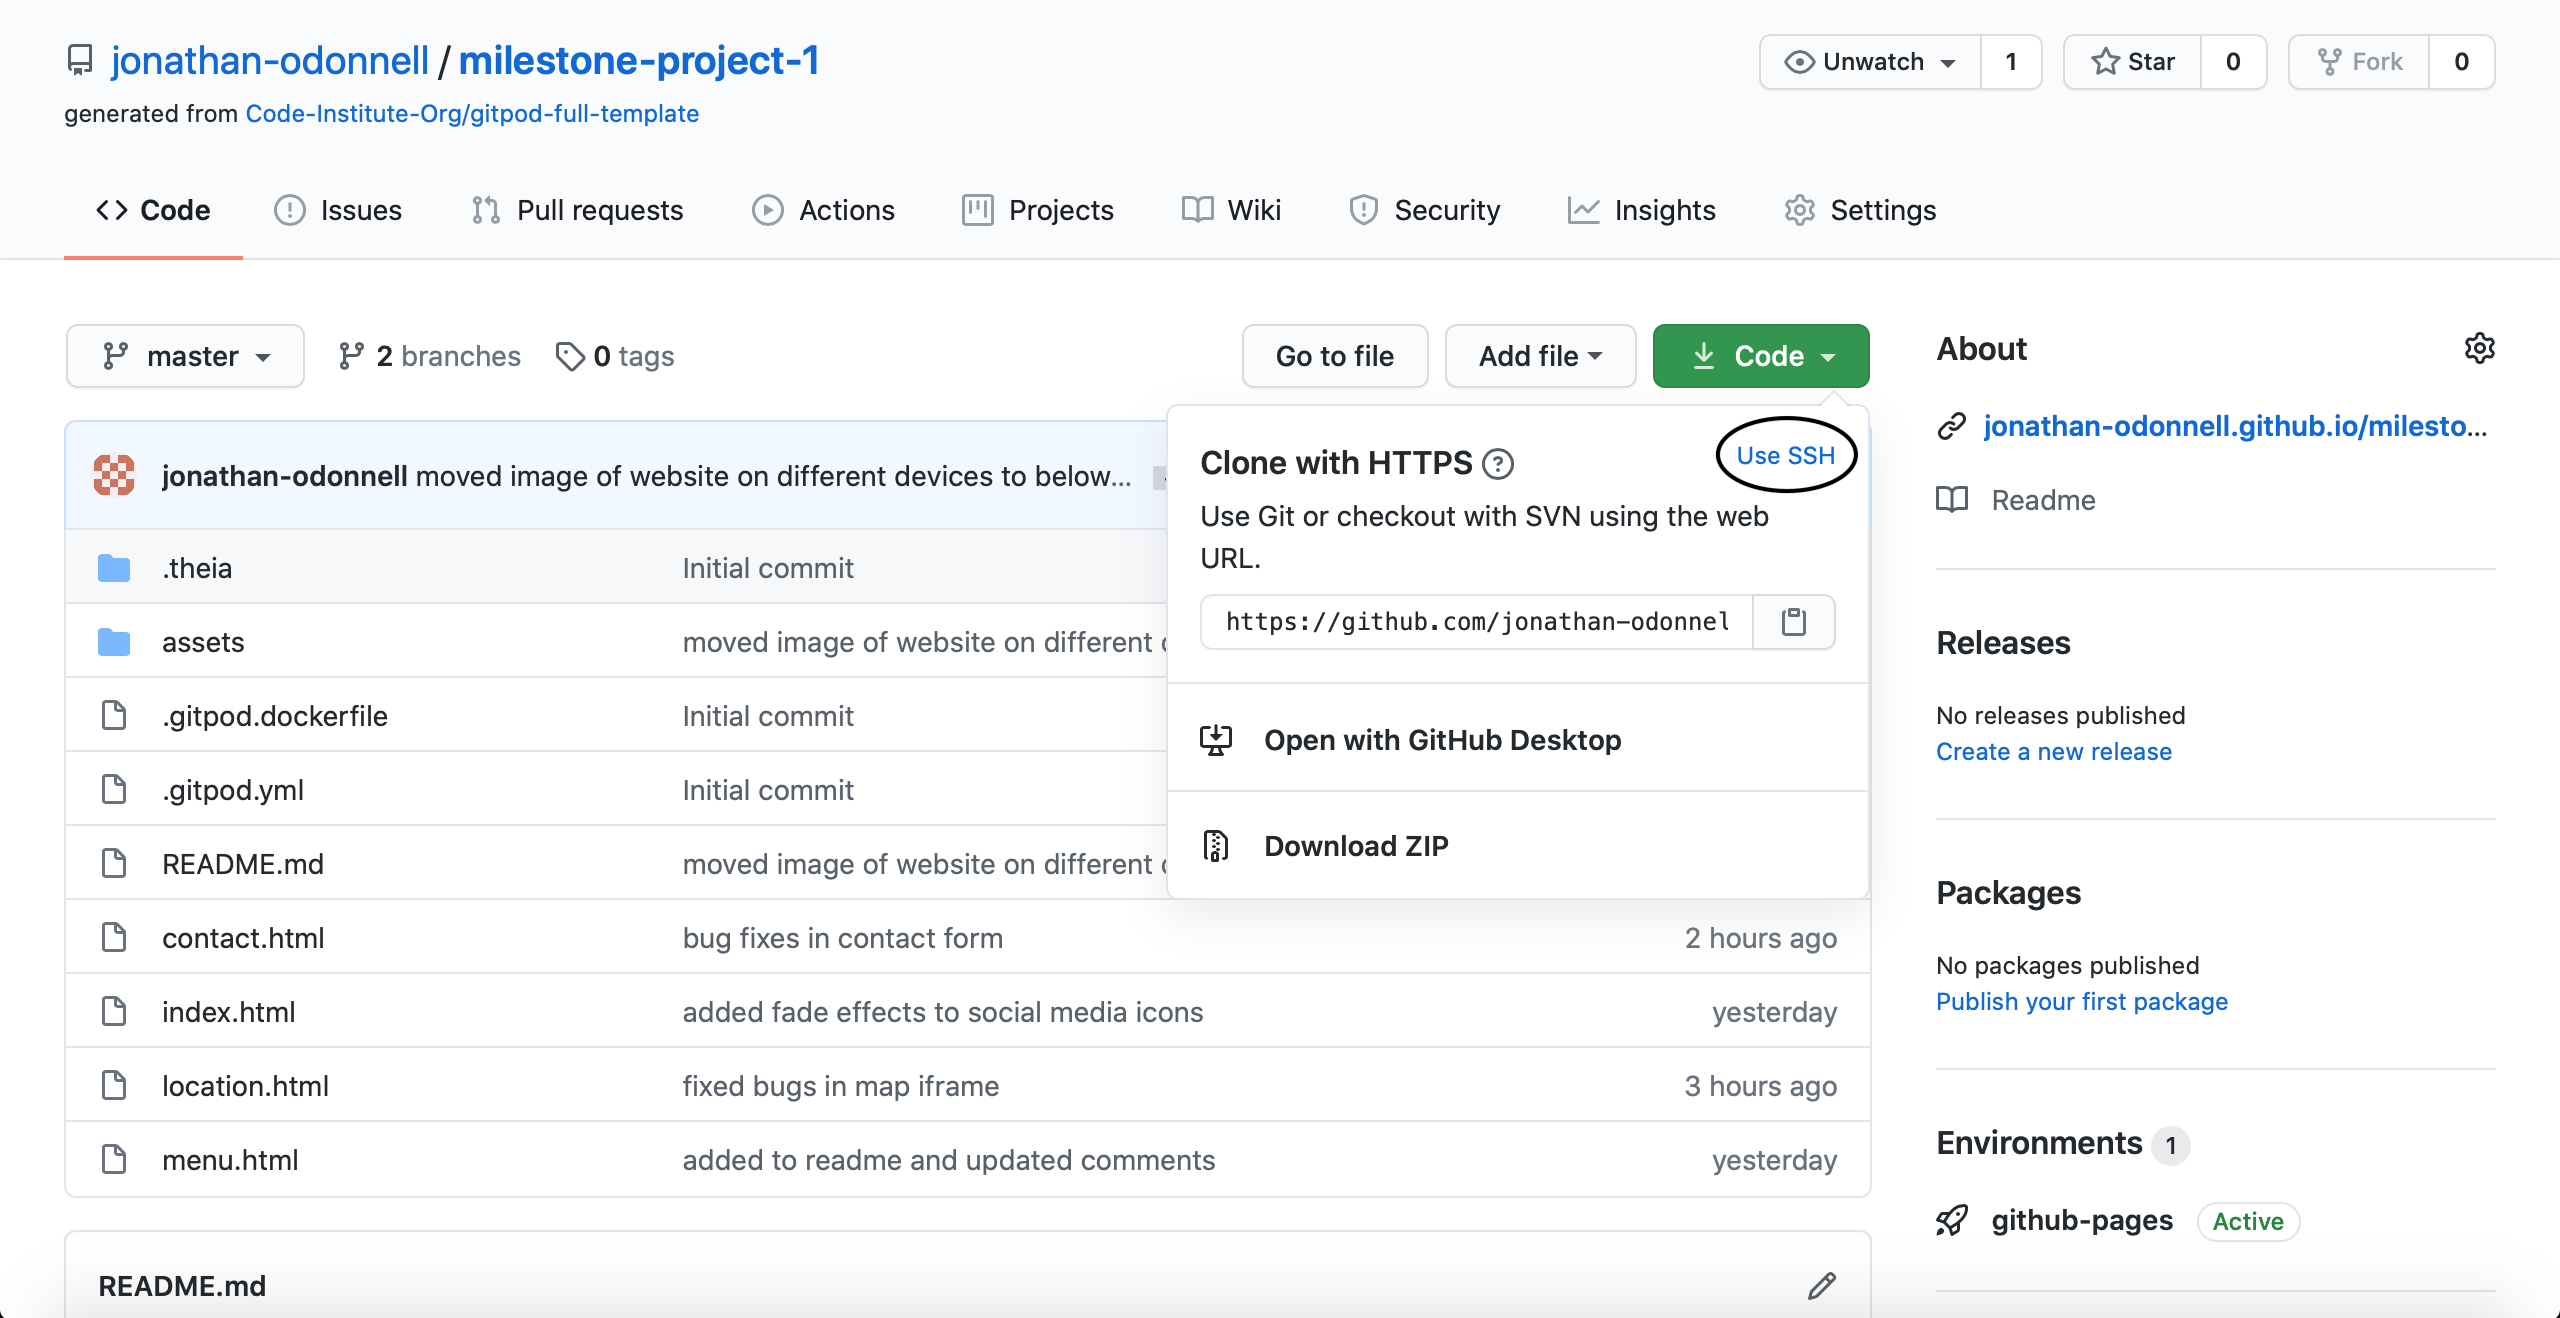 jonathan-odonnell / milestone-project-1
Unwatch 1
Star 0
Fork 0
generated from Code-Institute-Org/gitpod-full-template
Code
Issues
Pull requests
Actions
Projects
Wiki
Security
Insights
Settings
master
2 branches
0 tags
Go to file
Add file
Code
jonathan-odonnell moved image of website on different devices to below...
.theia Initial commit
assets moved image of website on different
.gitpod.dockerfile Initial commit
.gitpod.yml Initial commit
README.md moved image of website on different
contact.html bug fixes in contact form 2 hours ago
index.html added fade effects to social media icons yesterday
location.html fixed bugs in map iframe 3 hours ago
menu.html added to readme and updated comments yesterday
Clone with HTTPS
Use SSH
Use Git or checkout with SVN using the web
URL.
https://github.com/jonathan-odonnel
Open with GitHub Desktop
Download ZIP
README.md
About
jonathan-odonnell.github.io/milesto...
Readme
Releases
No releases published
Create a new release
Packages
No packages published
Publish your first package
Environments 1
github-pages Active